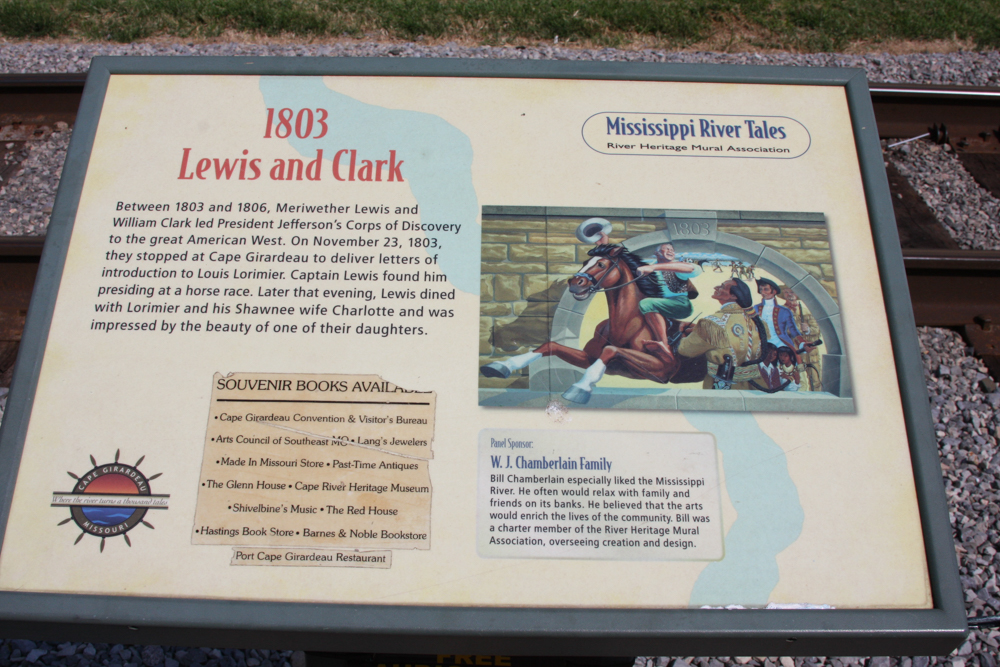 1803
Lewis and Clark
Between 1803 and 1806, Meriwether Lewis and
William Clark led President Jefferson's Corps of Discovery
to the great American West. On November 23, 1803,
they stopped at Cape Girardeau to deliver letters of
introduction to Louis Lorimier. Captain Lewis found him
presiding at a horse race. Later that evening, Lewis dined
with Lorimier and his Shawnee wife Charlotte and was
impressed by the beauty of one of their daughters.
Mississippi River Tales
River Heritage Mural Association
1803
SOUVENIR BOOKS AVAILABLE
• Cape Girardeau Convention & Visitor's Bureau
• Arts Council of Southeast MO • Lang's Jewelers
• Made In Missouri Store • Past-Time Antiques
• The Glenn House • Cape River Heritage Museum
• Shivelbine's Music • The Red House
• Hastings Book Store • Barnes & Noble Bookstore
Port Cape Girardeau Restaurant
CAPE GIRARDEAU
Where the river turns a thousand tales
MISSOURI
Panel Sponsor:
W. J. Chamberlain Family
Bill Chamberlain especially liked the Mississippi
River. He often would relax with family and
friends on its banks. He believed that the arts
would enrich the lives of the community. Bill was
a charter member of the River Heritage Mural
Association, overseeing creation and design.
FREE